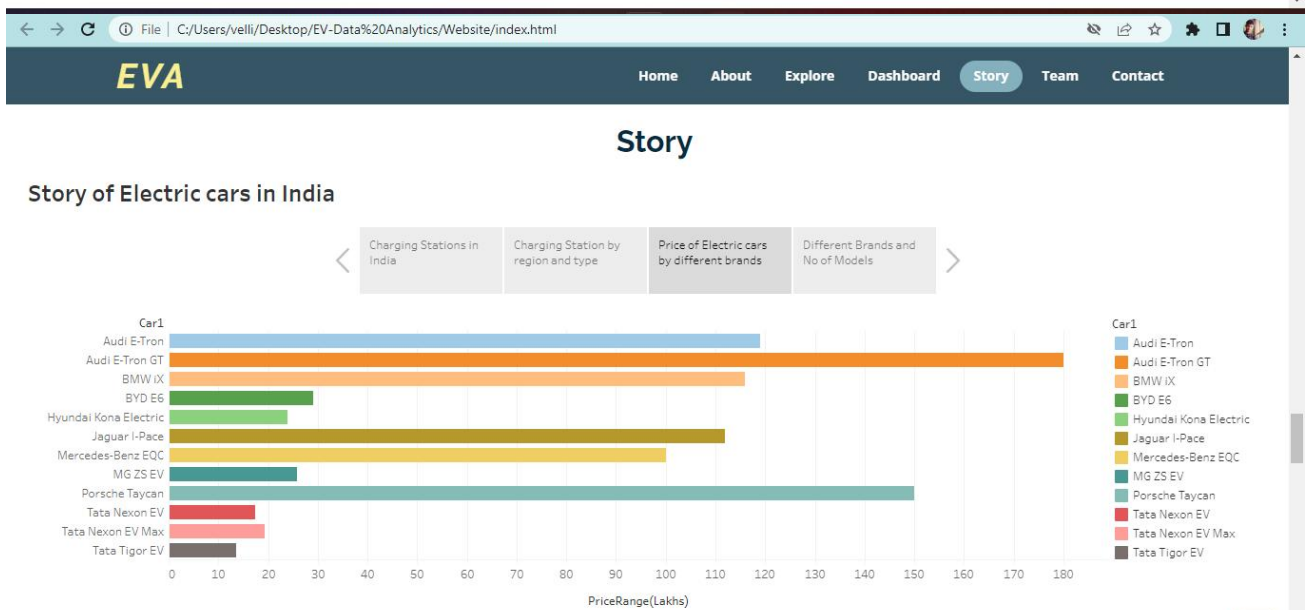 File | C:/Users/velli/Desktop/EV-Data%20Analytics/Website/index.html
EVA
Home About Explore Dashboard Story Team Contact
Story
Story of Electric cars in India
Charging Stations in
India
Charging Station by
region and type
Price of Electric cars
by different brands
Different Brands and
No of Models
Car1
Audi E-Tron
Audi E-Tron GT
BMW iX
BYD E6
Hyundai Kona Electric
Jaguar I-Pace
Mercedes-Benz EQC
MG ZS EV
Porsche Taycan
Tata Nexon EV
Tata Nexon EV Max
Tata Tigor EV
0 10 20 30 40 50 60 70 80 90 100 110 120 130 140 150 160 170 180
PriceRange(Lakhs)
Car1
Audi E-Tron
Audi E-Tron GT
BMW iX
BYD E6
Hyundai Kona Electric
Jaguar I-Pace
Mercedes-Benz EQC
MG ZS EV
Porsche Taycan
Tata Nexon EV
Tata Nexon EV Max
Tata Tigor EV